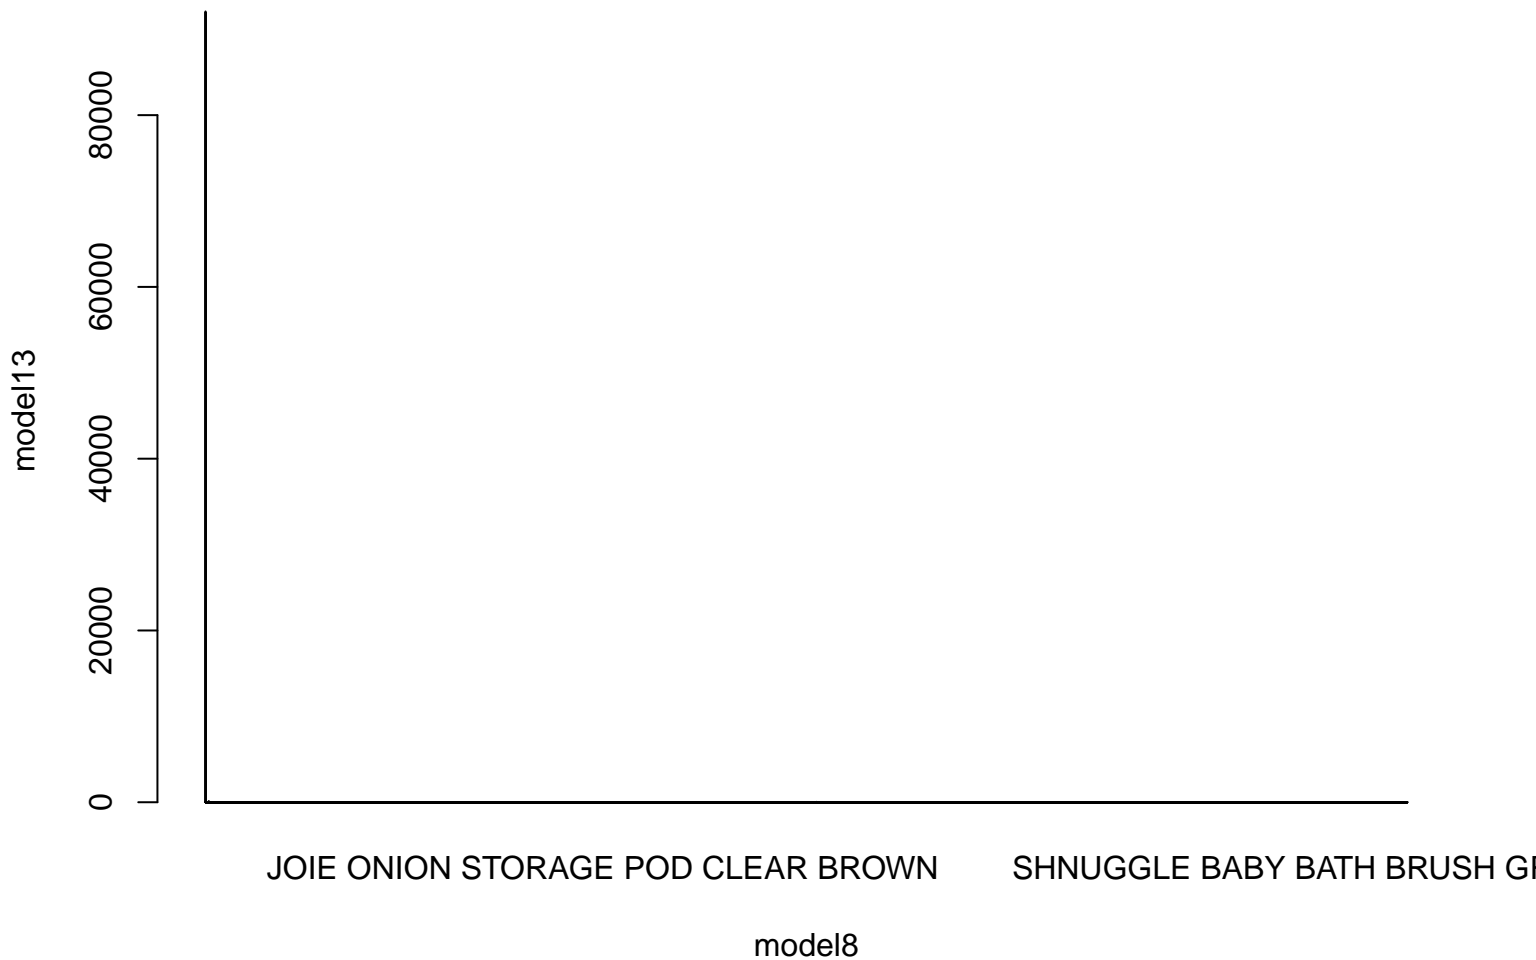 80000
60000
40000
20000
0
model13
JOIE ONION STORAGE POD CLEAR BROWN
SHNUGGLE BABY BATH BRUSH
model8